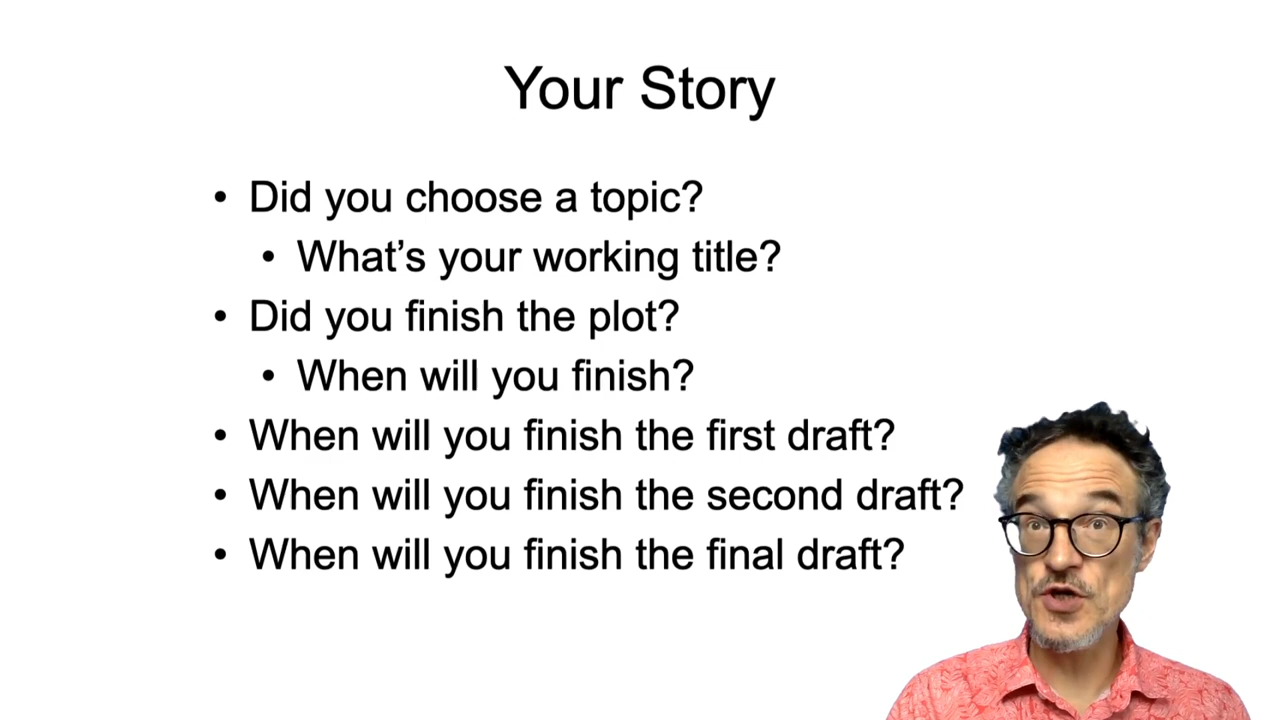 Your Story
• Did you choose a topic?
• What’s your working title?
• Did you finish the plot?
• When will you finish?
• When will you finish the first draft?
• When will you finish the second draft?
• When will you finish the final draft?